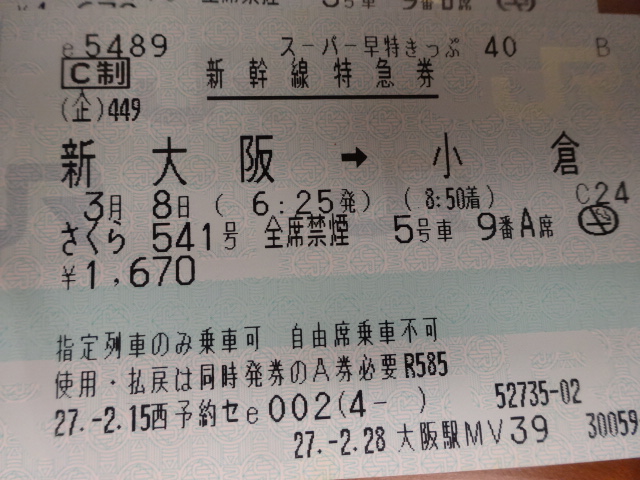 e5489 スーパー早特きっぷ 40 B
C制 新幹線特急券
(企)449
新大阪 ➡ 小倉
3月 8日 ( 6:25発) (8:50着) C24
さくら 541号 全席禁煙 5号車 9番A席
¥1,670
指定列車のみ乗車可 自由席乗車不可
使用・払戻は同時発券のA券必要R585
27.-2.15西予約セe002(4- ) 52735-02
27.-2.28 大阪駅MV39 30059